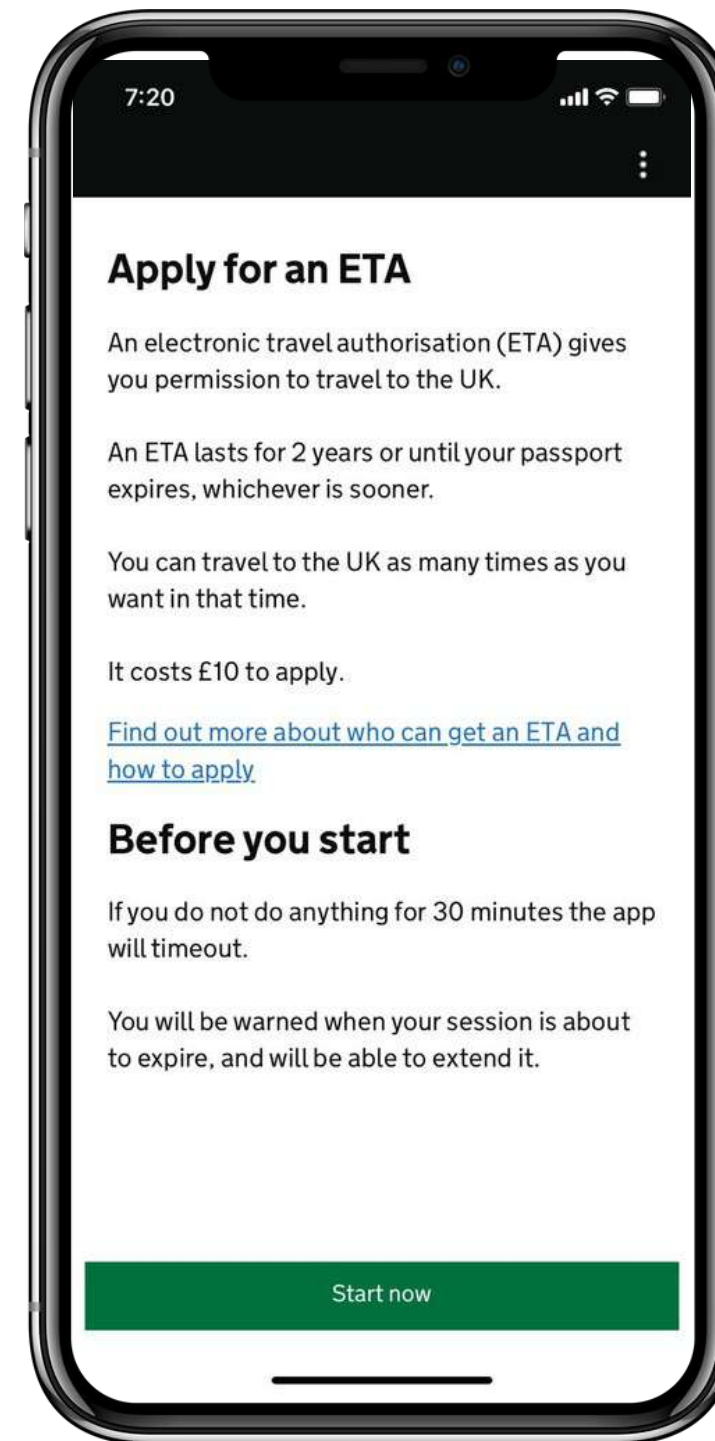 7:20
Apply for an ETA
An electronic travel authorisation (ETA) gives
you permission to travel to the UK.
An ETA lasts for 2 years or until your passport
expires, whichever is sooner.
You can travel to the UK as many times as you
want in that time.
It costs £10 to apply.
Find out more about who can get an ETA and
how to apply
Before you start
If you do not do anything for 30 minutes the app
will timeout.
You will be warned when your session is about
to expire, and will be able to extend it.
Start now